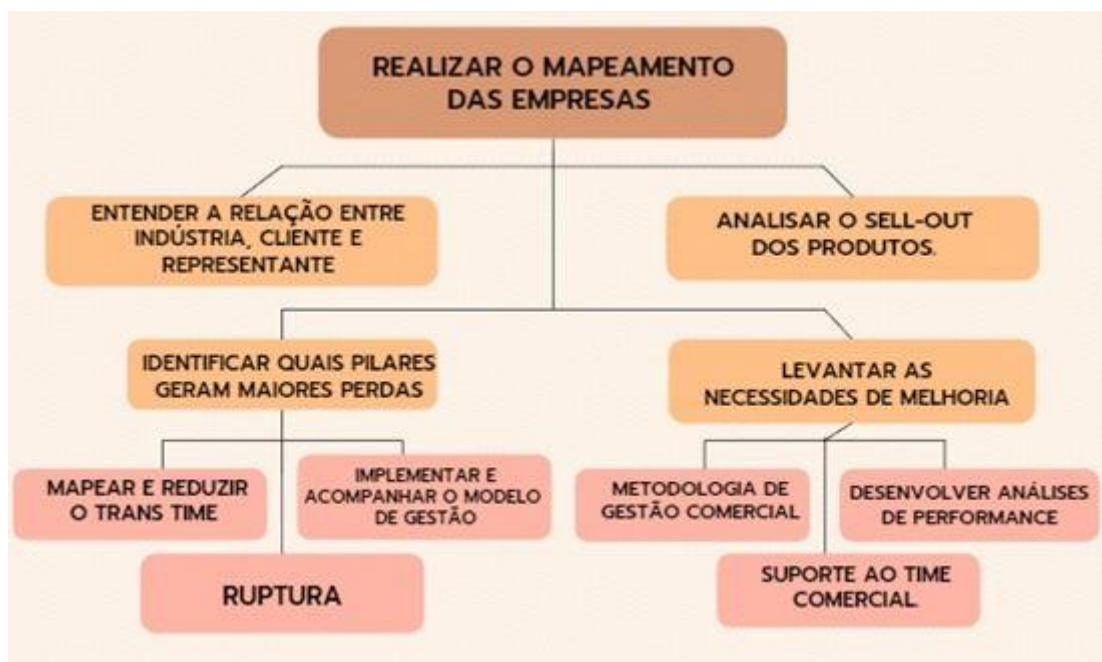 REALIZAR O MAPEAMENTO
DAS EMPRESAS
ENTENDER A RELAÇÃO ENTRE
INDÚSTRIA, CLIENTE E
REPRESENTANTE
ANALISAR O SELL-OUT
DOS PRODUTOS.
IDENTIFICAR QUAIS PILARES
GERAM MAIORES PERDAS
LEVANTAR AS
NECESSIDADES DE MELHORIA
MAPEAR E REDUZIR
O TRANS TIME
IMPLEMENTAR E
ACOMPANHAR O MODELO
DE GESTÃO
METODOLOGIA DE
GESTÃO COMERCIAL
DESENVOLVER ANÁLISES
DE PERFORMANCE
RUPTURA
SUPORTE AO TIME
COMERCIAL.